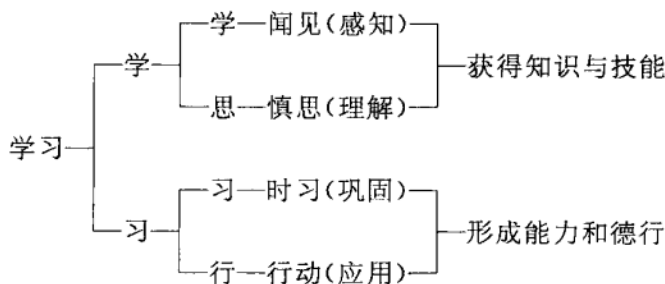 学—闻见(感知)
学
获得知识与技能
思—慎思(理解)
学习
习—时习(巩固)
习
形成能力和德行
行—行动(应用)